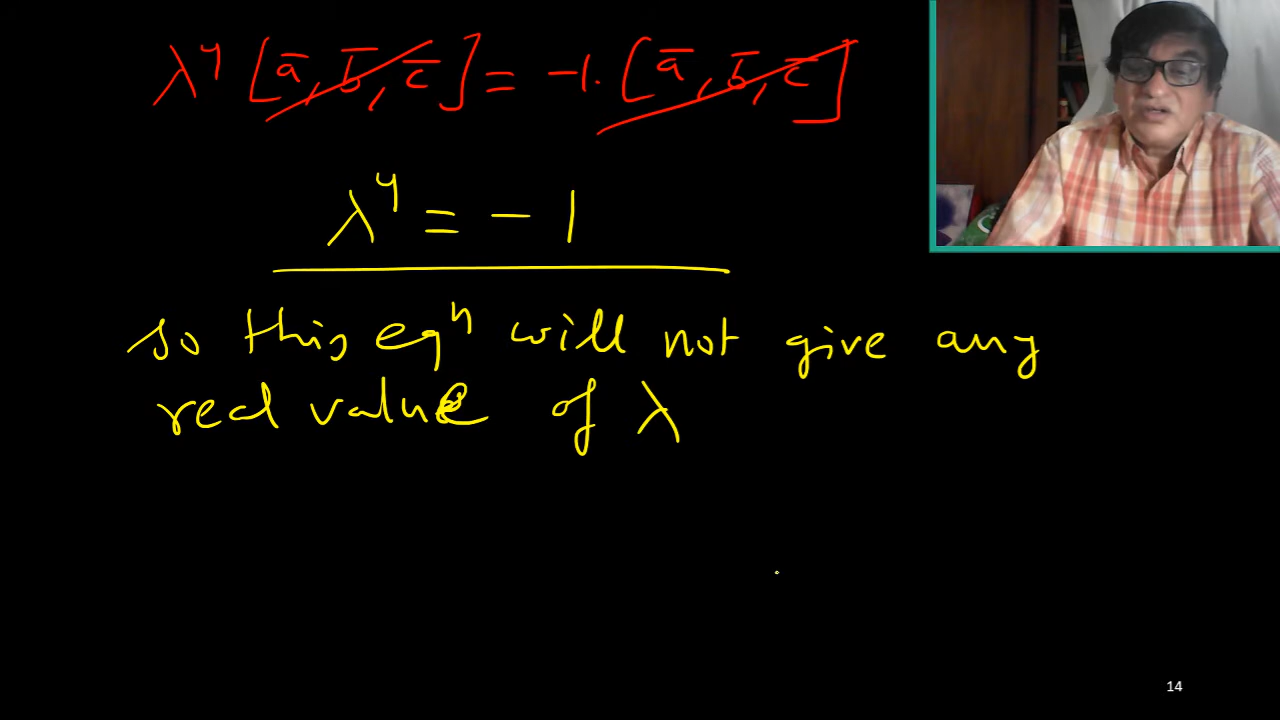 λ⁴ [a̅, b̅, c̅] = -1. [a̅, b̅, c̅]
λ⁴ = - 1
so this eqⁿ will not give any
real value of λ
14